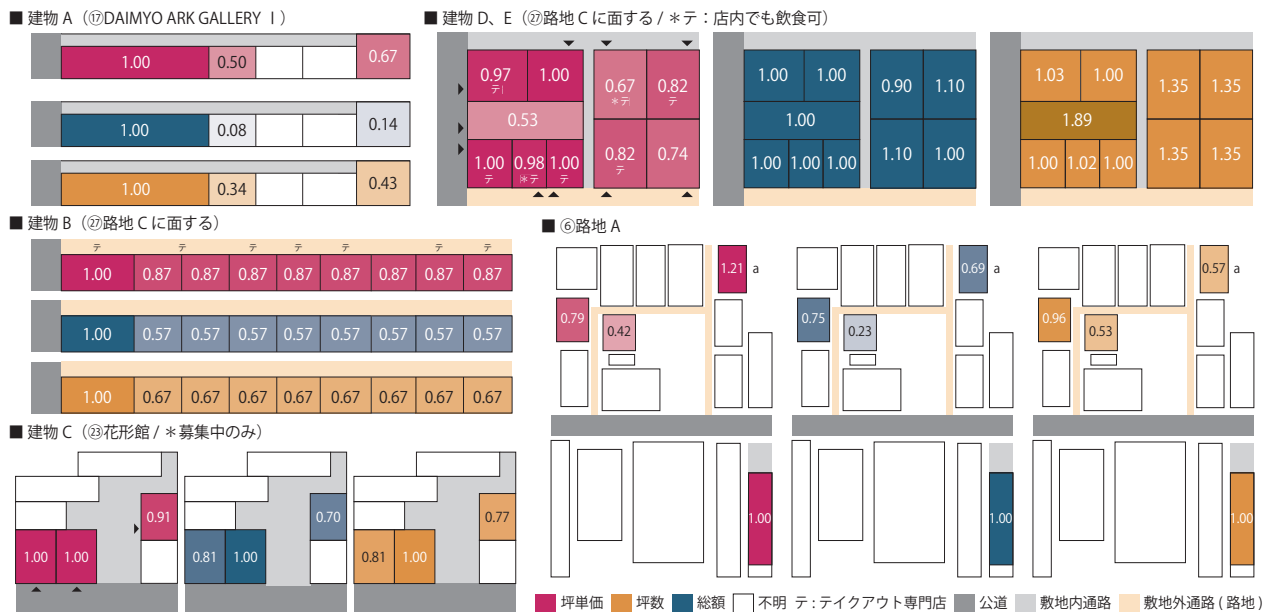 ■ 建物 A（⑰DAIMYO ARK GALLERY Ⅰ）
1.00 0.50 0.67
1.00 0.08 0.14
1.00 0.34 0.43
■ 建物 B（㉗路地 C に面する）
テ テ テ テ テ テ テ
1.00 0.87 0.87 0.87 0.87 0.87 0.87 0.87 0.87
1.00 0.57 0.57 0.57 0.57 0.57 0.57 0.57 0.57
1.00 0.67 0.67 0.67 0.67 0.67 0.67 0.67 0.67
■ 建物 C（㉓花形館 / ＊募集中のみ）
0.91
1.00 1.00
0.70
0.81 1.00
0.77
0.81 1.00
■ 建物 D、E（㉗路地 C に面する / ＊テ：店内でも飲食可）
0.97 1.00 0.67 0.82
テ ＊テ テ
0.53
0.82 0.74
テ
1.00 0.98 1.00
テ ＊テ テ
1.00 1.00 0.90 1.10
1.00
1.10 1.00
1.00 1.00 1.00
1.03 1.00 1.35 1.35
1.89
1.35 1.35
1.00 1.02 1.00
■ ⑥路地 A
1.21 a
0.79
0.42
1.00
0.69 a
0.75
0.23
1.00
0.57 a
0.96
0.53
1.00
坪単価 坪数 総額 不明 テ：テイクアウト専門店 公道 敷地内通路 敷地外通路 ( 路地 )